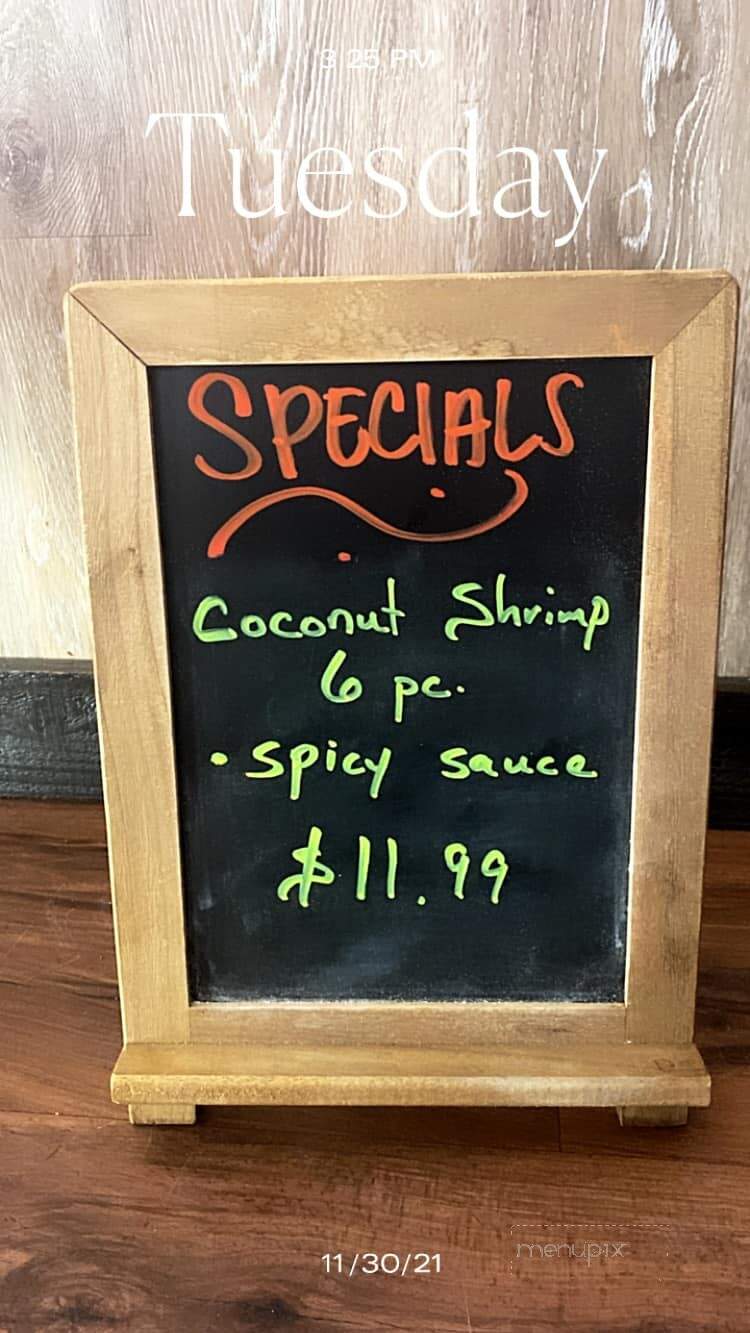 3:25 PM
Tuesday
SPECIALS
Coconut Shrimp
6 pc.
• spicy sauce
$11.99
11/30/21
menupix